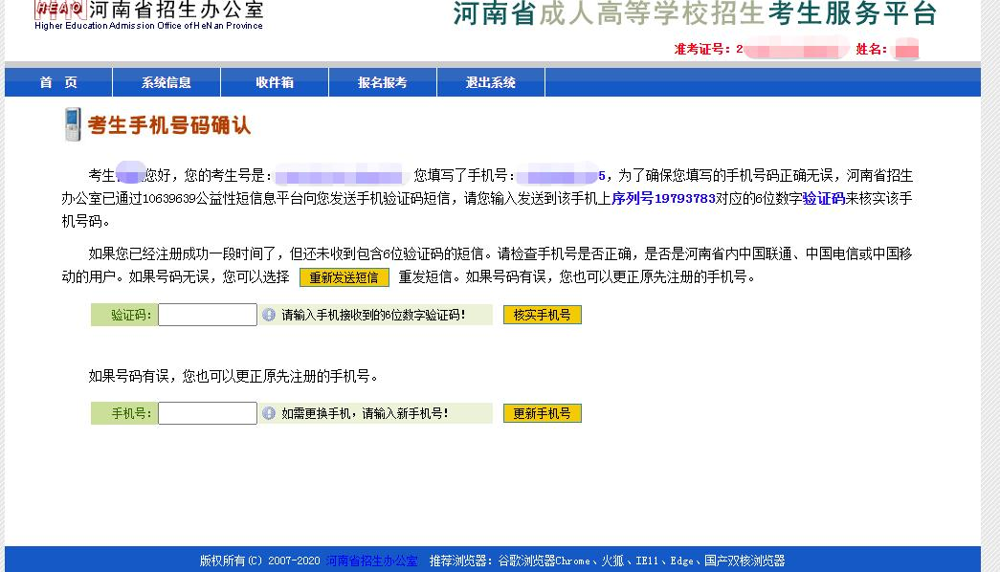 HEAO 河南省招生办公室
Higher Education Admission Office of HeNan Province
河南省成人高等学校招生考生服务平台
准考证号：2 姓名：
首 页 系统信息 收件箱 报名报考 退出系统
考生手机号码确认
考生 您好，您的考生号是： 您填写了手机号： 5，为了确保您填写的手机号码正确无误，河南省招生
办公室已通过10639639公益性短信息平台向您发送手机验证码短信，请您输入发送到该手机上序列号19793783对应的6位数字验证码来核实该手
机号码。
如果您已经注册成功一段时间了，但还未收到包含6位验证码的短信。请检查手机号是否正确，是否是河南省内中国联通、中国电信或中国移
动的用户。如果号码无误，您可以选择 重新发送短信 重发短信。如果号码有误，您也可以更正原先注册的手机号。
验证码： 请输入手机接收到的6位数字验证码！ 核实手机号
如果号码有误，您也可以更正原先注册的手机号。
手机号： 如需更换手机，请输入新手机号！ 更新手机号
版权所有(C) 2007-2020 河南省招生办公室 推荐浏览器：谷歌浏览器Chrome、火狐、IE11、Edge、国产双核浏览器